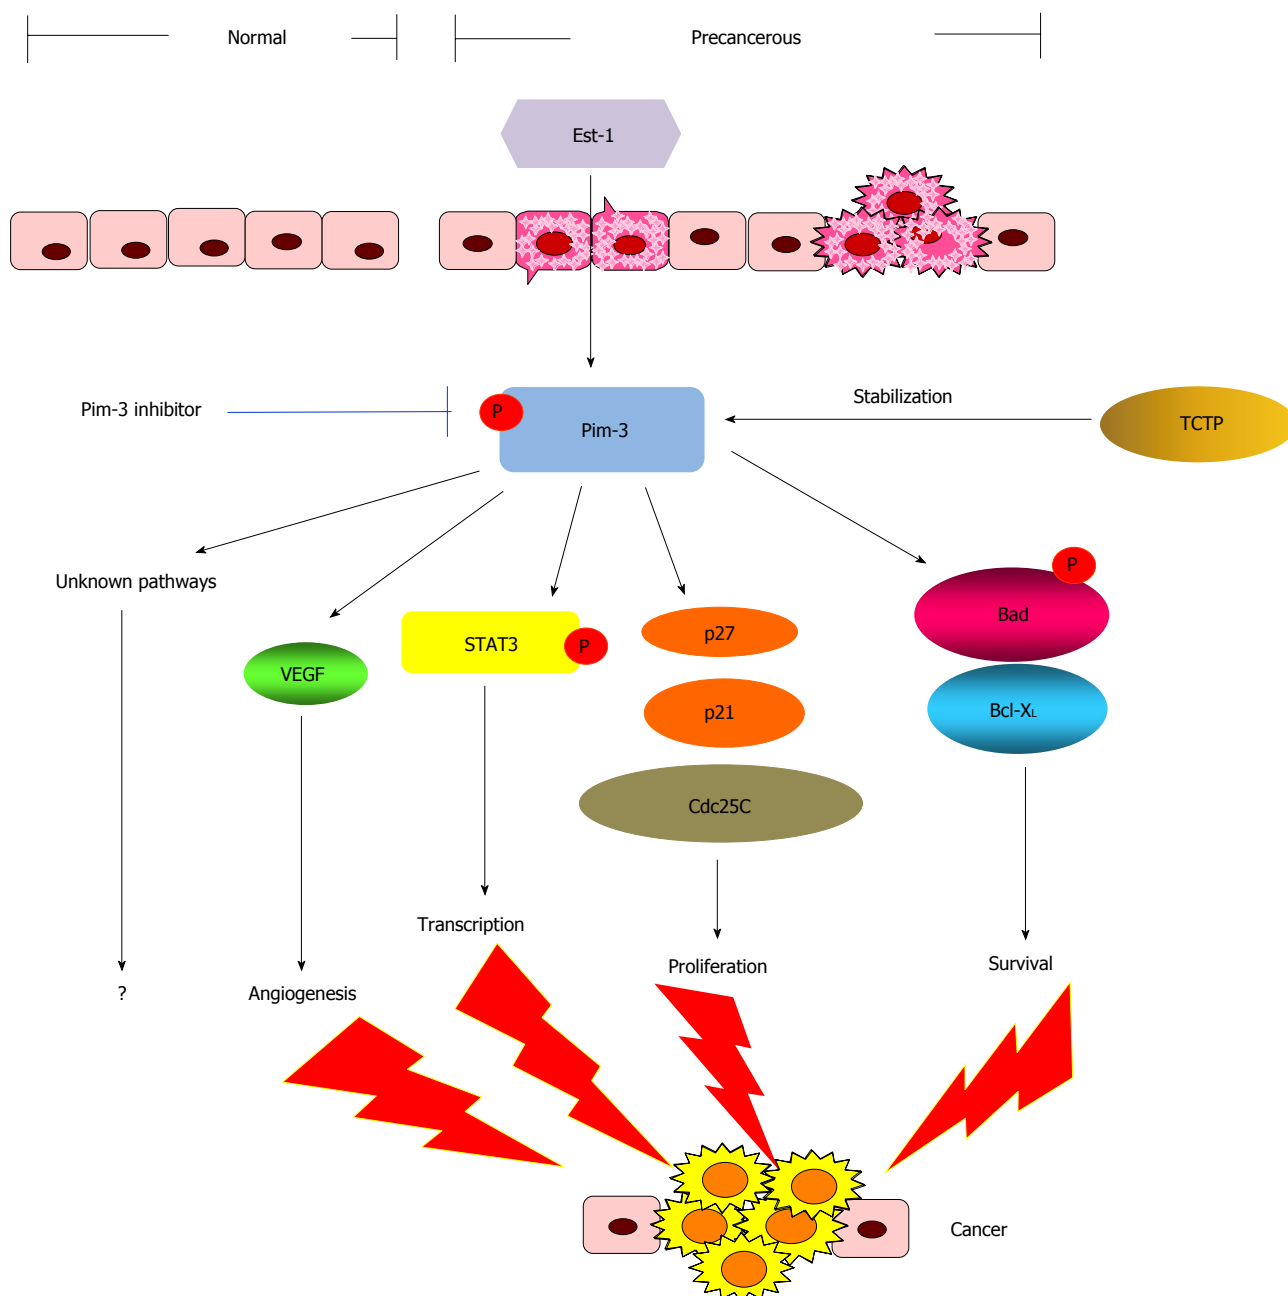 Normal
Precancerous
Est-1
Pim-3 inhibitor
P
Pim-3
Stabilization
TCTP
Unknown pathways
VEGF
STAT3
P
p27
p21
Cdc25C
P
Bad
Bcl-XL
Transcription
Proliferation
Survival
?
Angiogenesis
Cancer